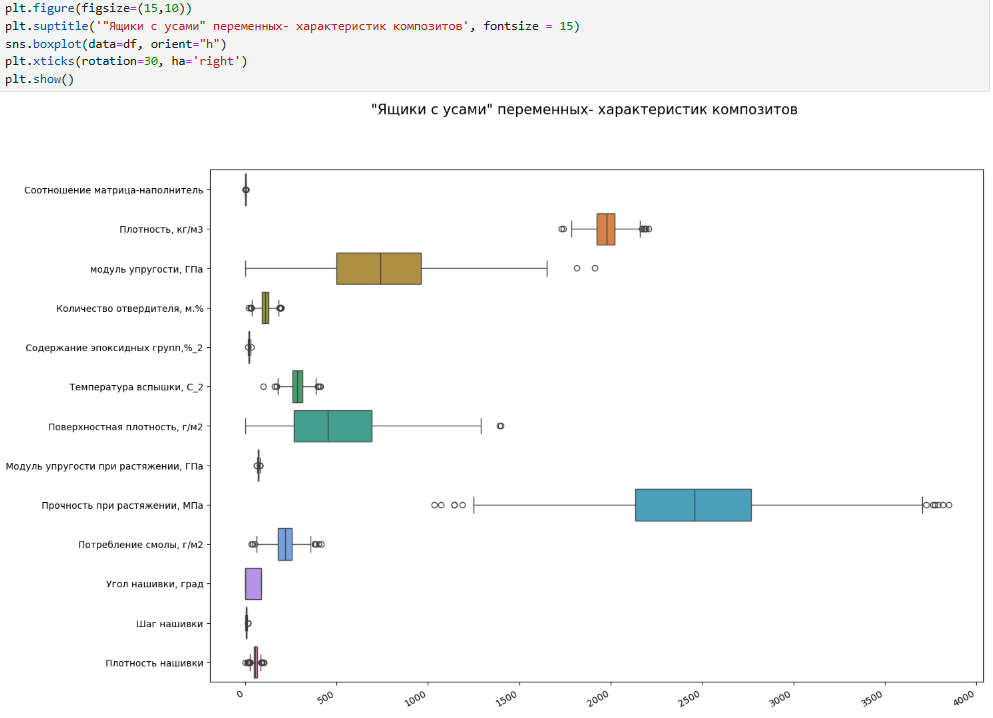 plt.figure(figsize=(15,10))
plt.suptitle('"Ящики с усами" переменных- характеристик композитов', fontsize = 15)
sns.boxplot(data=df, orient="h")
plt.xticks(rotation=30, ha='right')
plt.show()
"Ящики с усами" переменных- характеристик композитов
Соотношение матрица-наполнитель
Плотность, кг/м3
модуль упругости, ГПа
Количество отвердителя, м.%
Содержание эпоксидных групп,%_2
Температура вспышки, С_2
Поверхностная плотность, г/м2
Модуль упругости при растяжении, ГПа
Прочность при растяжении, МПа
Потребление смолы, г/м2
Угол нашивки, град
Шаг нашивки
Плотность нашивки
0 500 1000 1500 2000 2500 3000 3500 4000